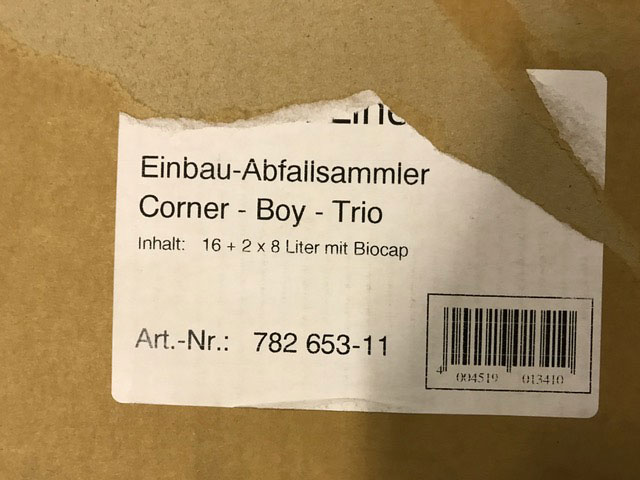 Einbau-Abfallsammler
Corner - Boy - Trio
Inhalt: 16 + 2 x 8 Liter mit Biocap
Art.-Nr.: 782 653-11
4 004519 013410